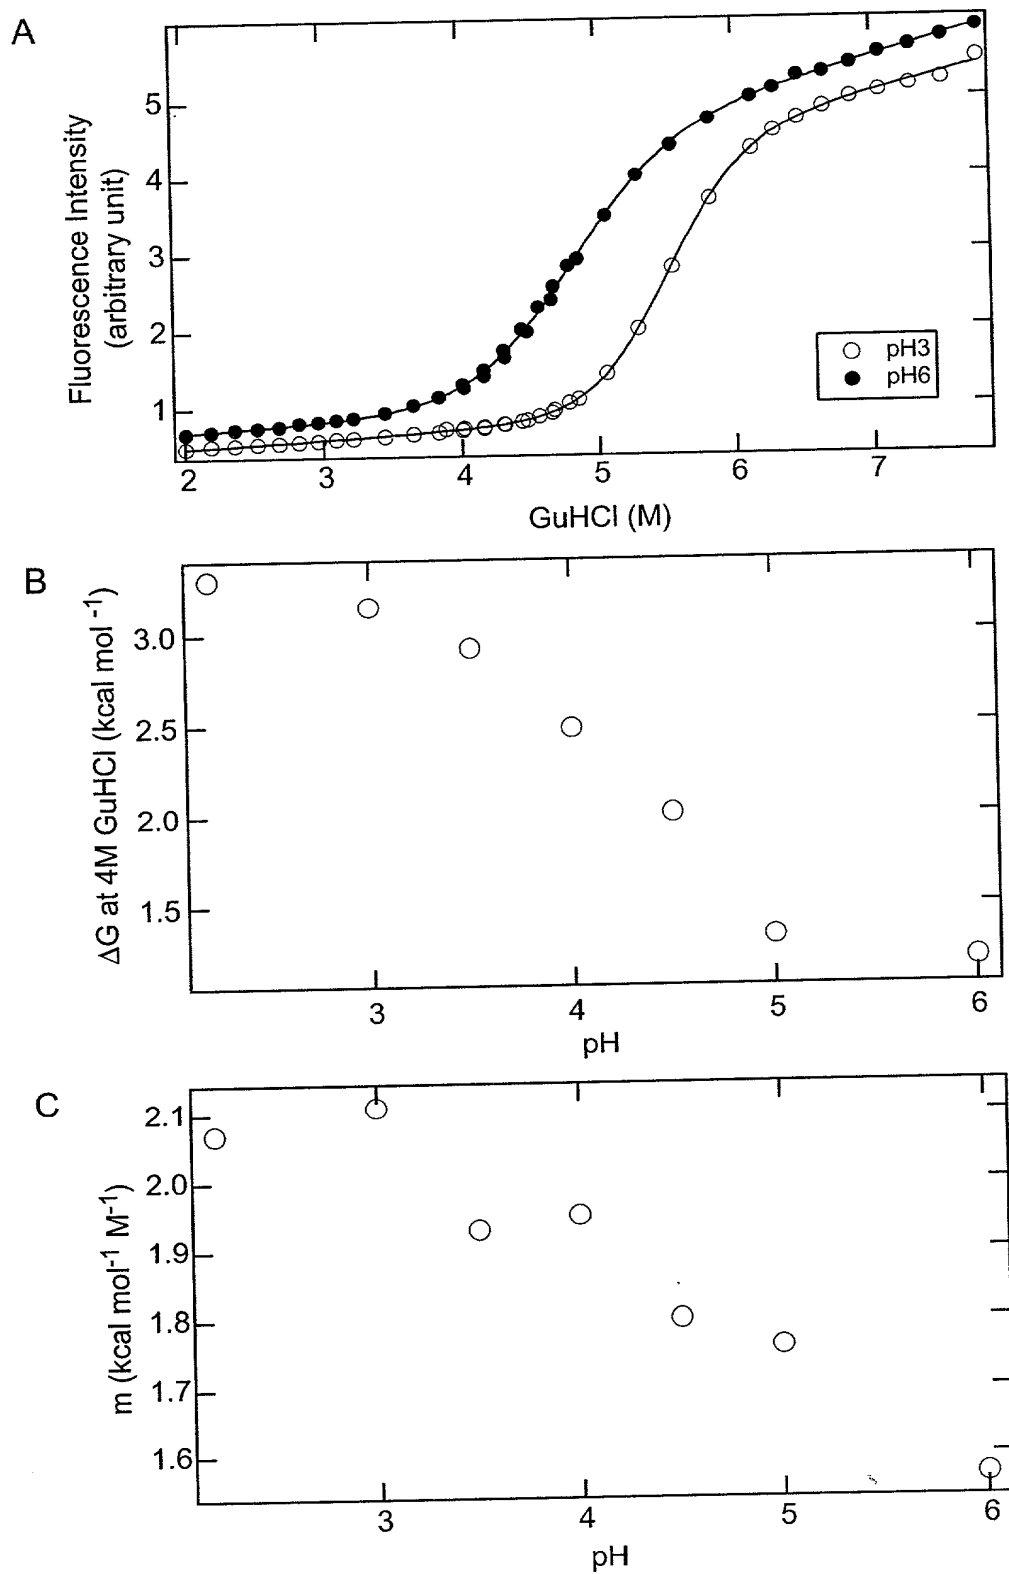 A
Fluorescence Intensity
(arbitrary unit)
5
4
3
2
1
pH3
pH6
2 3 4 5 6 7
GuHCl (M)
B
ΔG at 4M GuHCl (kcal mol⁻¹)
3.0
2.5
2.0
1.5
3 4 5 6
pH
C
m (kcal mol⁻¹ M⁻¹)
2.1
2.0
1.9
1.8
1.7
1.6
3 4 5 6
pH